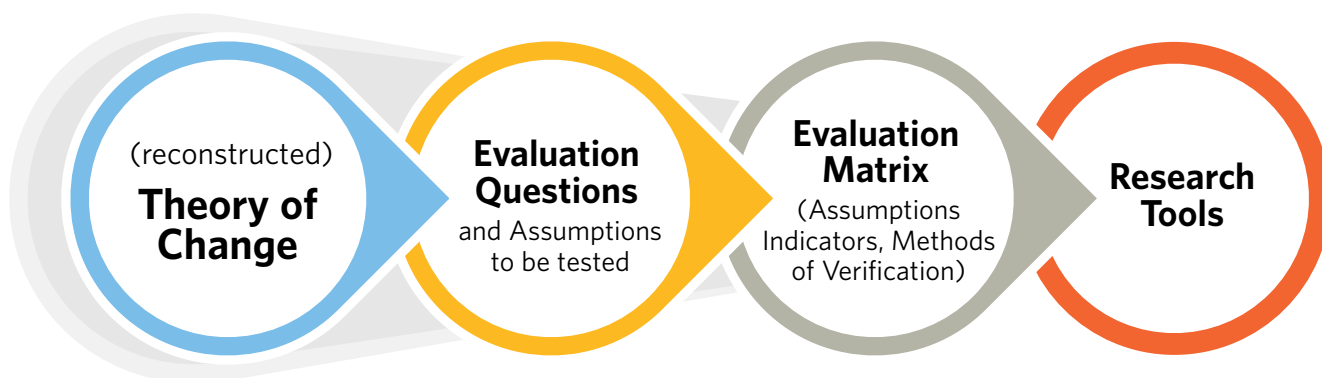 (reconstructed)
Theory of
Change
Evaluation
Questions
and Assumptions
to be tested
Evaluation
Matrix
(Assumptions
Indicators, Methods
of Verification)
Research
Tools